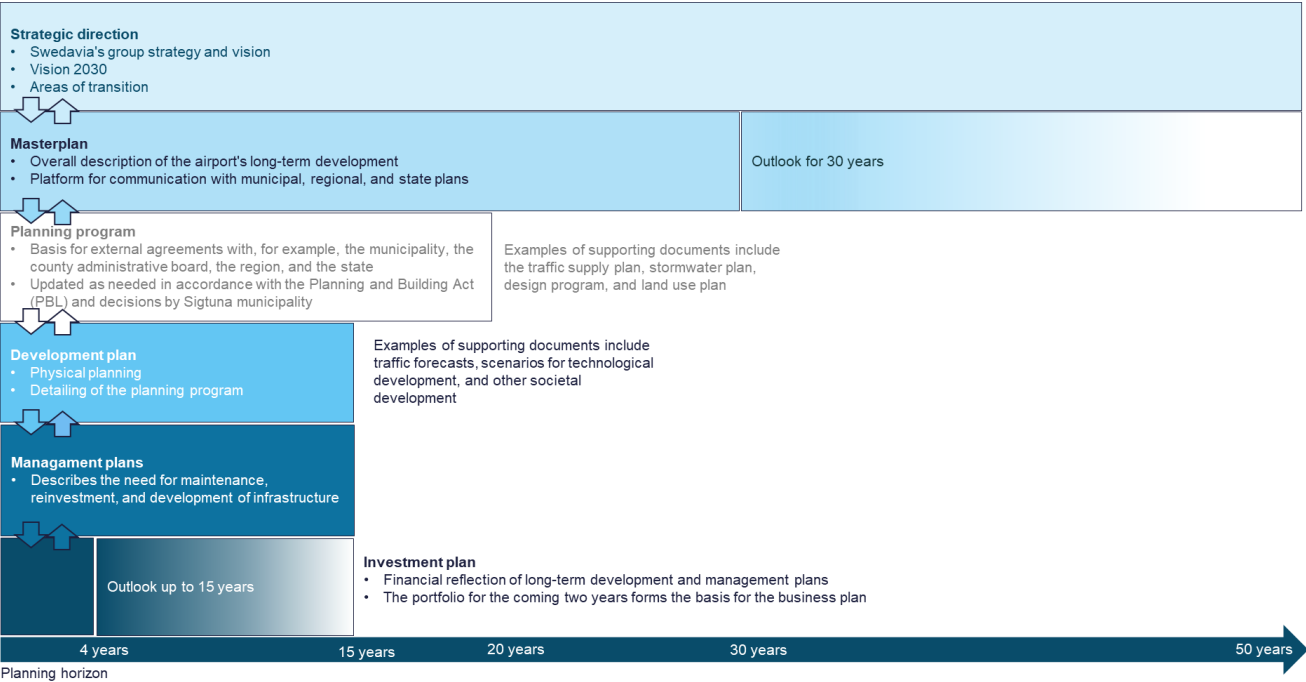 Strategic direction
• Swedavia's group strategy and vision
• Vision 2030
• Areas of transition
Masterplan
• Overall description of the airport's long-term development
• Platform for communication with municipal, regional, and state plans
Outlook for 30 years
Planning program
• Basis for external agreements with, for example, the municipality, the
county administrative board, the region, and the state
• Updated as needed in accordance with the Planning and Building Act
(PBL) and decisions by Sigtuna municipality
Examples of supporting documents include
the traffic supply plan, stormwater plan,
design program, and land use plan
Development plan
• Physical planning
• Detailing of the planning program
Examples of supporting documents include
traffic forecasts, scenarios for technological
development, and other societal
development
Managament plans
• Describes the need for maintenance,
reinvestment, and development of infrastructure
Outlook up to 15 years
Investment plan
• Financial reflection of long-term development and management plans
• The portfolio for the coming two years forms the basis for the business plan
4 years
15 years
20 years
30 years
50 years
Planning horizon